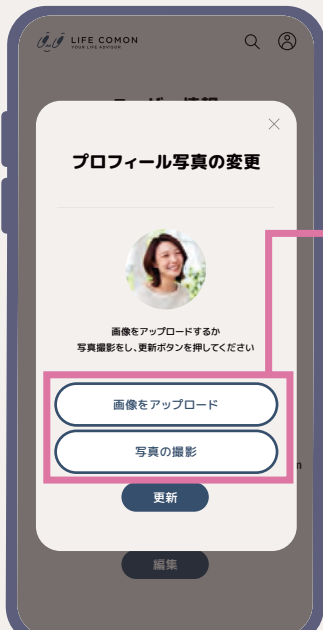 LIFE COMON
YOUR LIFE ADVISOR
プロフィール写真の変更
画像をアップロードするか
写真撮影をし、更新ボタンを押してください
画像をアップロード
写真の撮影
更新
編集